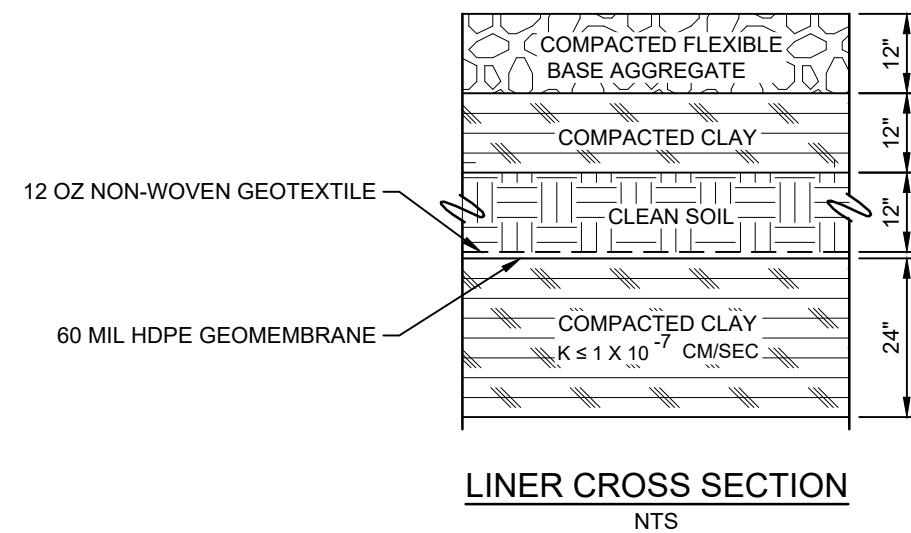 COMPACTED FLEXIBLE
BASE AGGREGATE
12"
COMPACTED CLAY
12"
12 OZ NON-WOVEN GEOTEXTILE
CLEAN SOIL
12"
60 MIL HDPE GEOMEMBRANE
COMPACTED CLAY
K ≤ 1 X 10⁻⁷ CM/SEC
24"
LINER CROSS SECTION
NTS